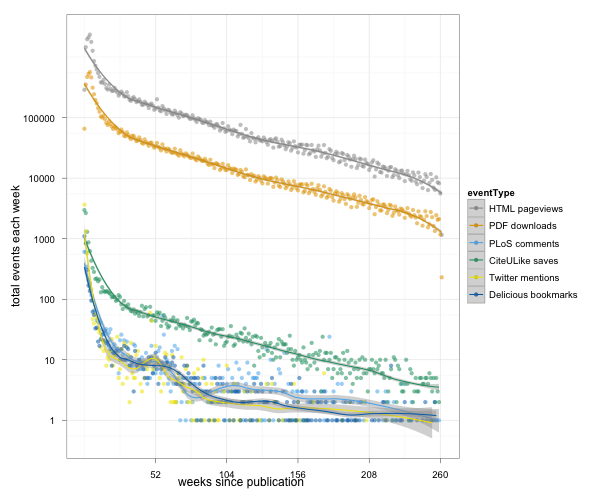 total events each week
100000
10000
1000
100
10
1
52
104
156
208
260
weeks since publication
eventType
HTML pageviews
PDF downloads
PLoS comments
CiteULike saves
Twitter mentions
Delicious bookmarks